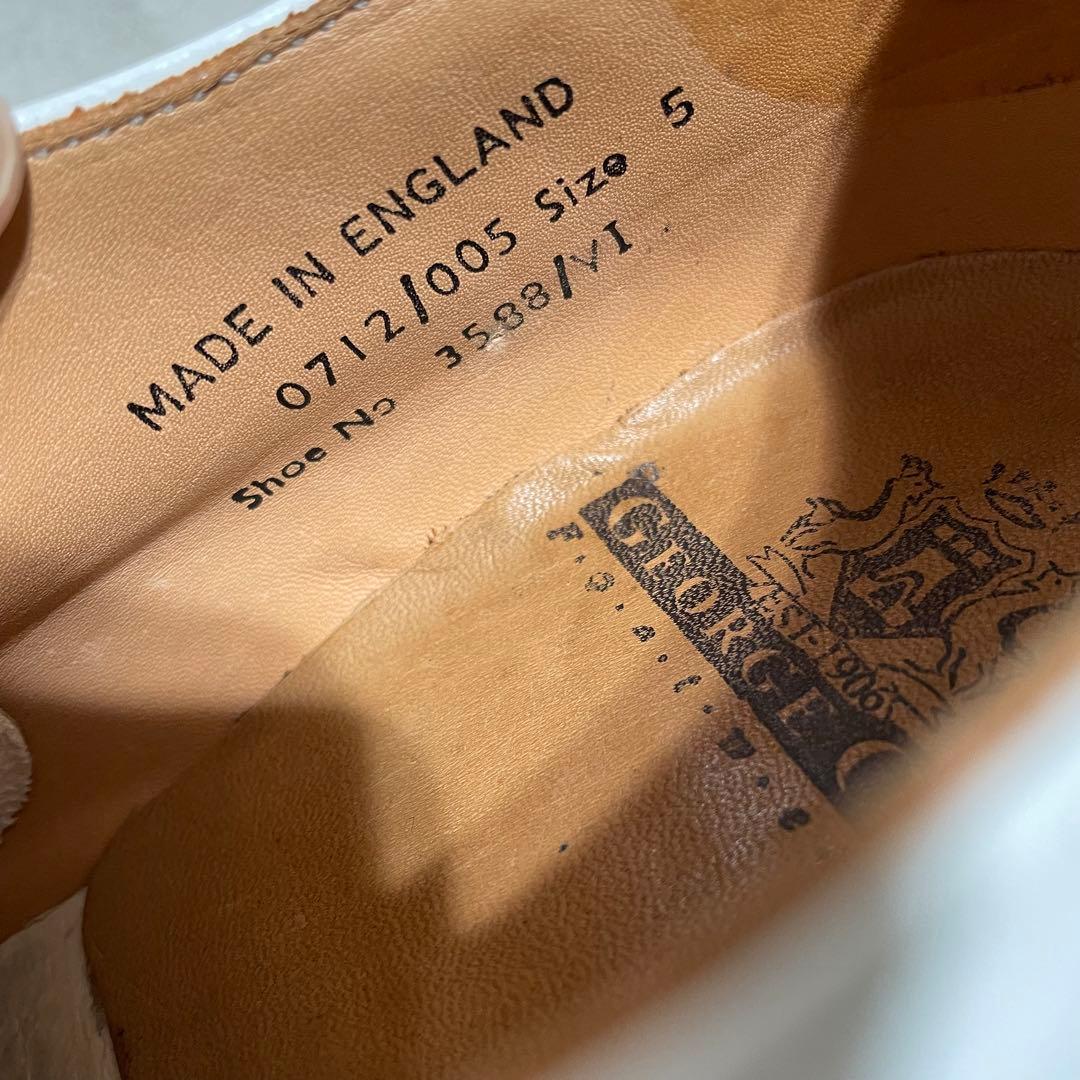 MADE IN ENGLAND
0712/005 Size 5
Shoe No 3588/VI
GEORGE
EST. 1906